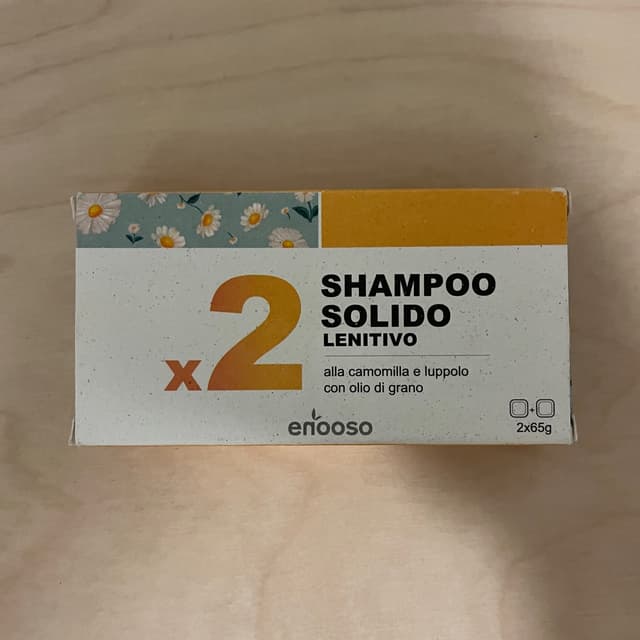 x2
SHAMPOO
SOLIDO
LENITIVO
alla camomilla e luppolo
con olio di grano
+
2x65g
enooso